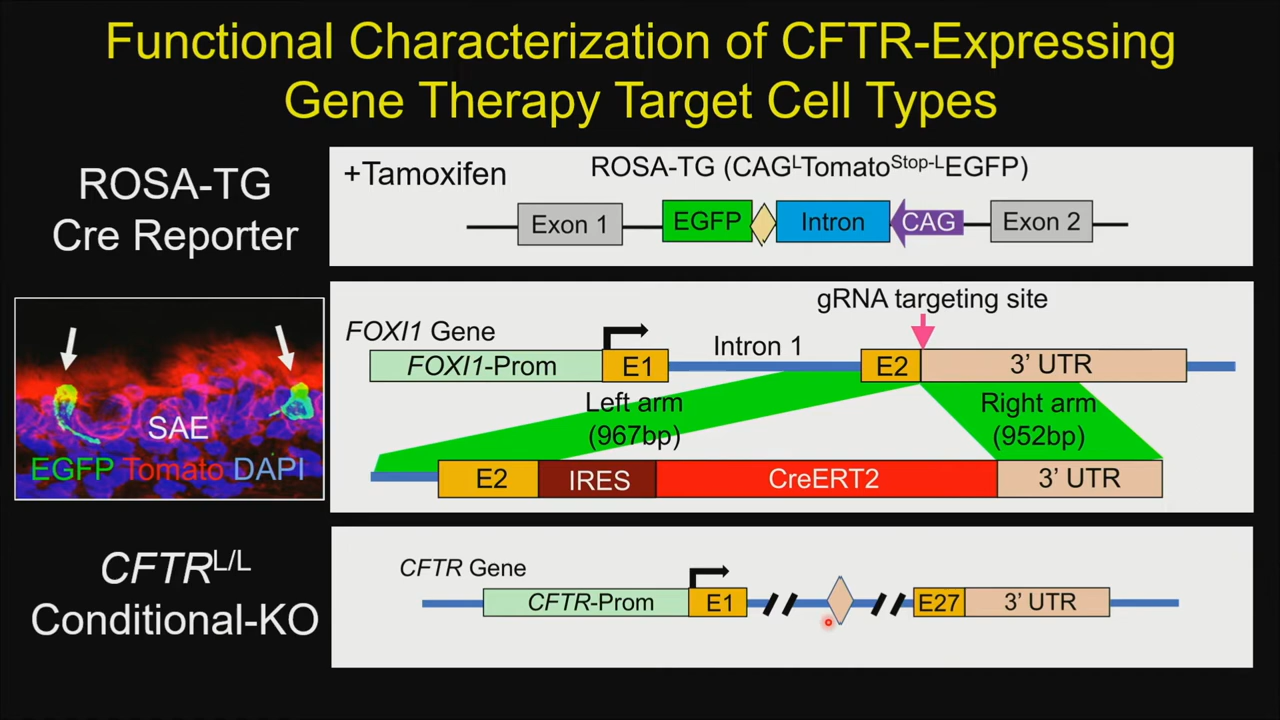 Functional Characterization of CFTR-Expressing
Gene Therapy Target Cell Types
ROSA-TG
Cre Reporter
+Tamoxifen
ROSA-TG (CAGᴸTomatoˢᵗᵒᵖ⁻ᴸEGFP)
Exon 1
EGFP
Intron
CAG
Exon 2
SAE
EGFP Tomato DAPI
gRNA targeting site
FOXI1 Gene
FOXI1-Prom
E1
Intron 1
E2
3’ UTR
Left arm
(967bp)
Right arm
(952bp)
E2
IRES
CreERT2
3’ UTR
CFTRᴸ/ᴸ
Conditional-KO
CFTR Gene
CFTR-Prom
E1
E27
3’ UTR